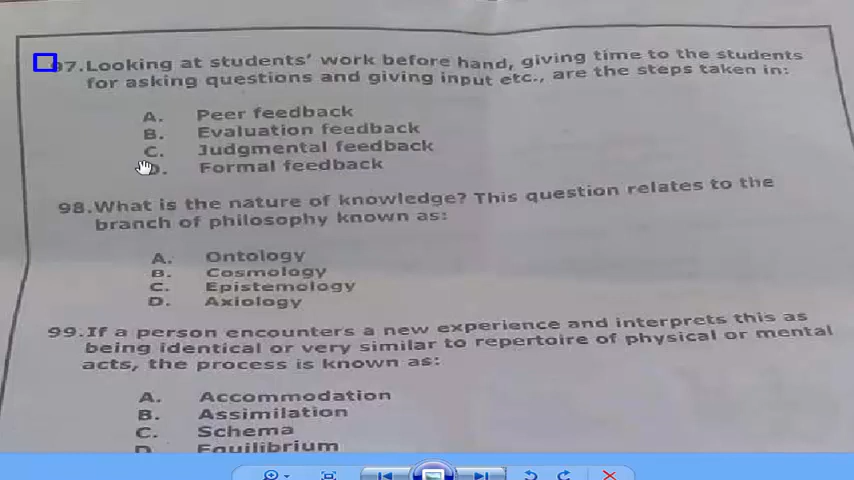 97.Looking at students' work before hand, giving time to the students
for asking questions and giving input etc., are the steps taken in:
A. Peer feedback
B. Evaluation feedback
C. Judgmental feedback
D. Formal feedback
98.What is the nature of knowledge? This question relates to the
branch of philosophy known as:
A. Ontology
B. Cosmology
C. Epistemology
D. Axiology
99.If a person encounters a new experience and interprets this as
being identical or very similar to repertoire of physical or mental
acts, the process is known as:
A. Accommodation
B. Assimilation
C. Schema
D. Equilibrium